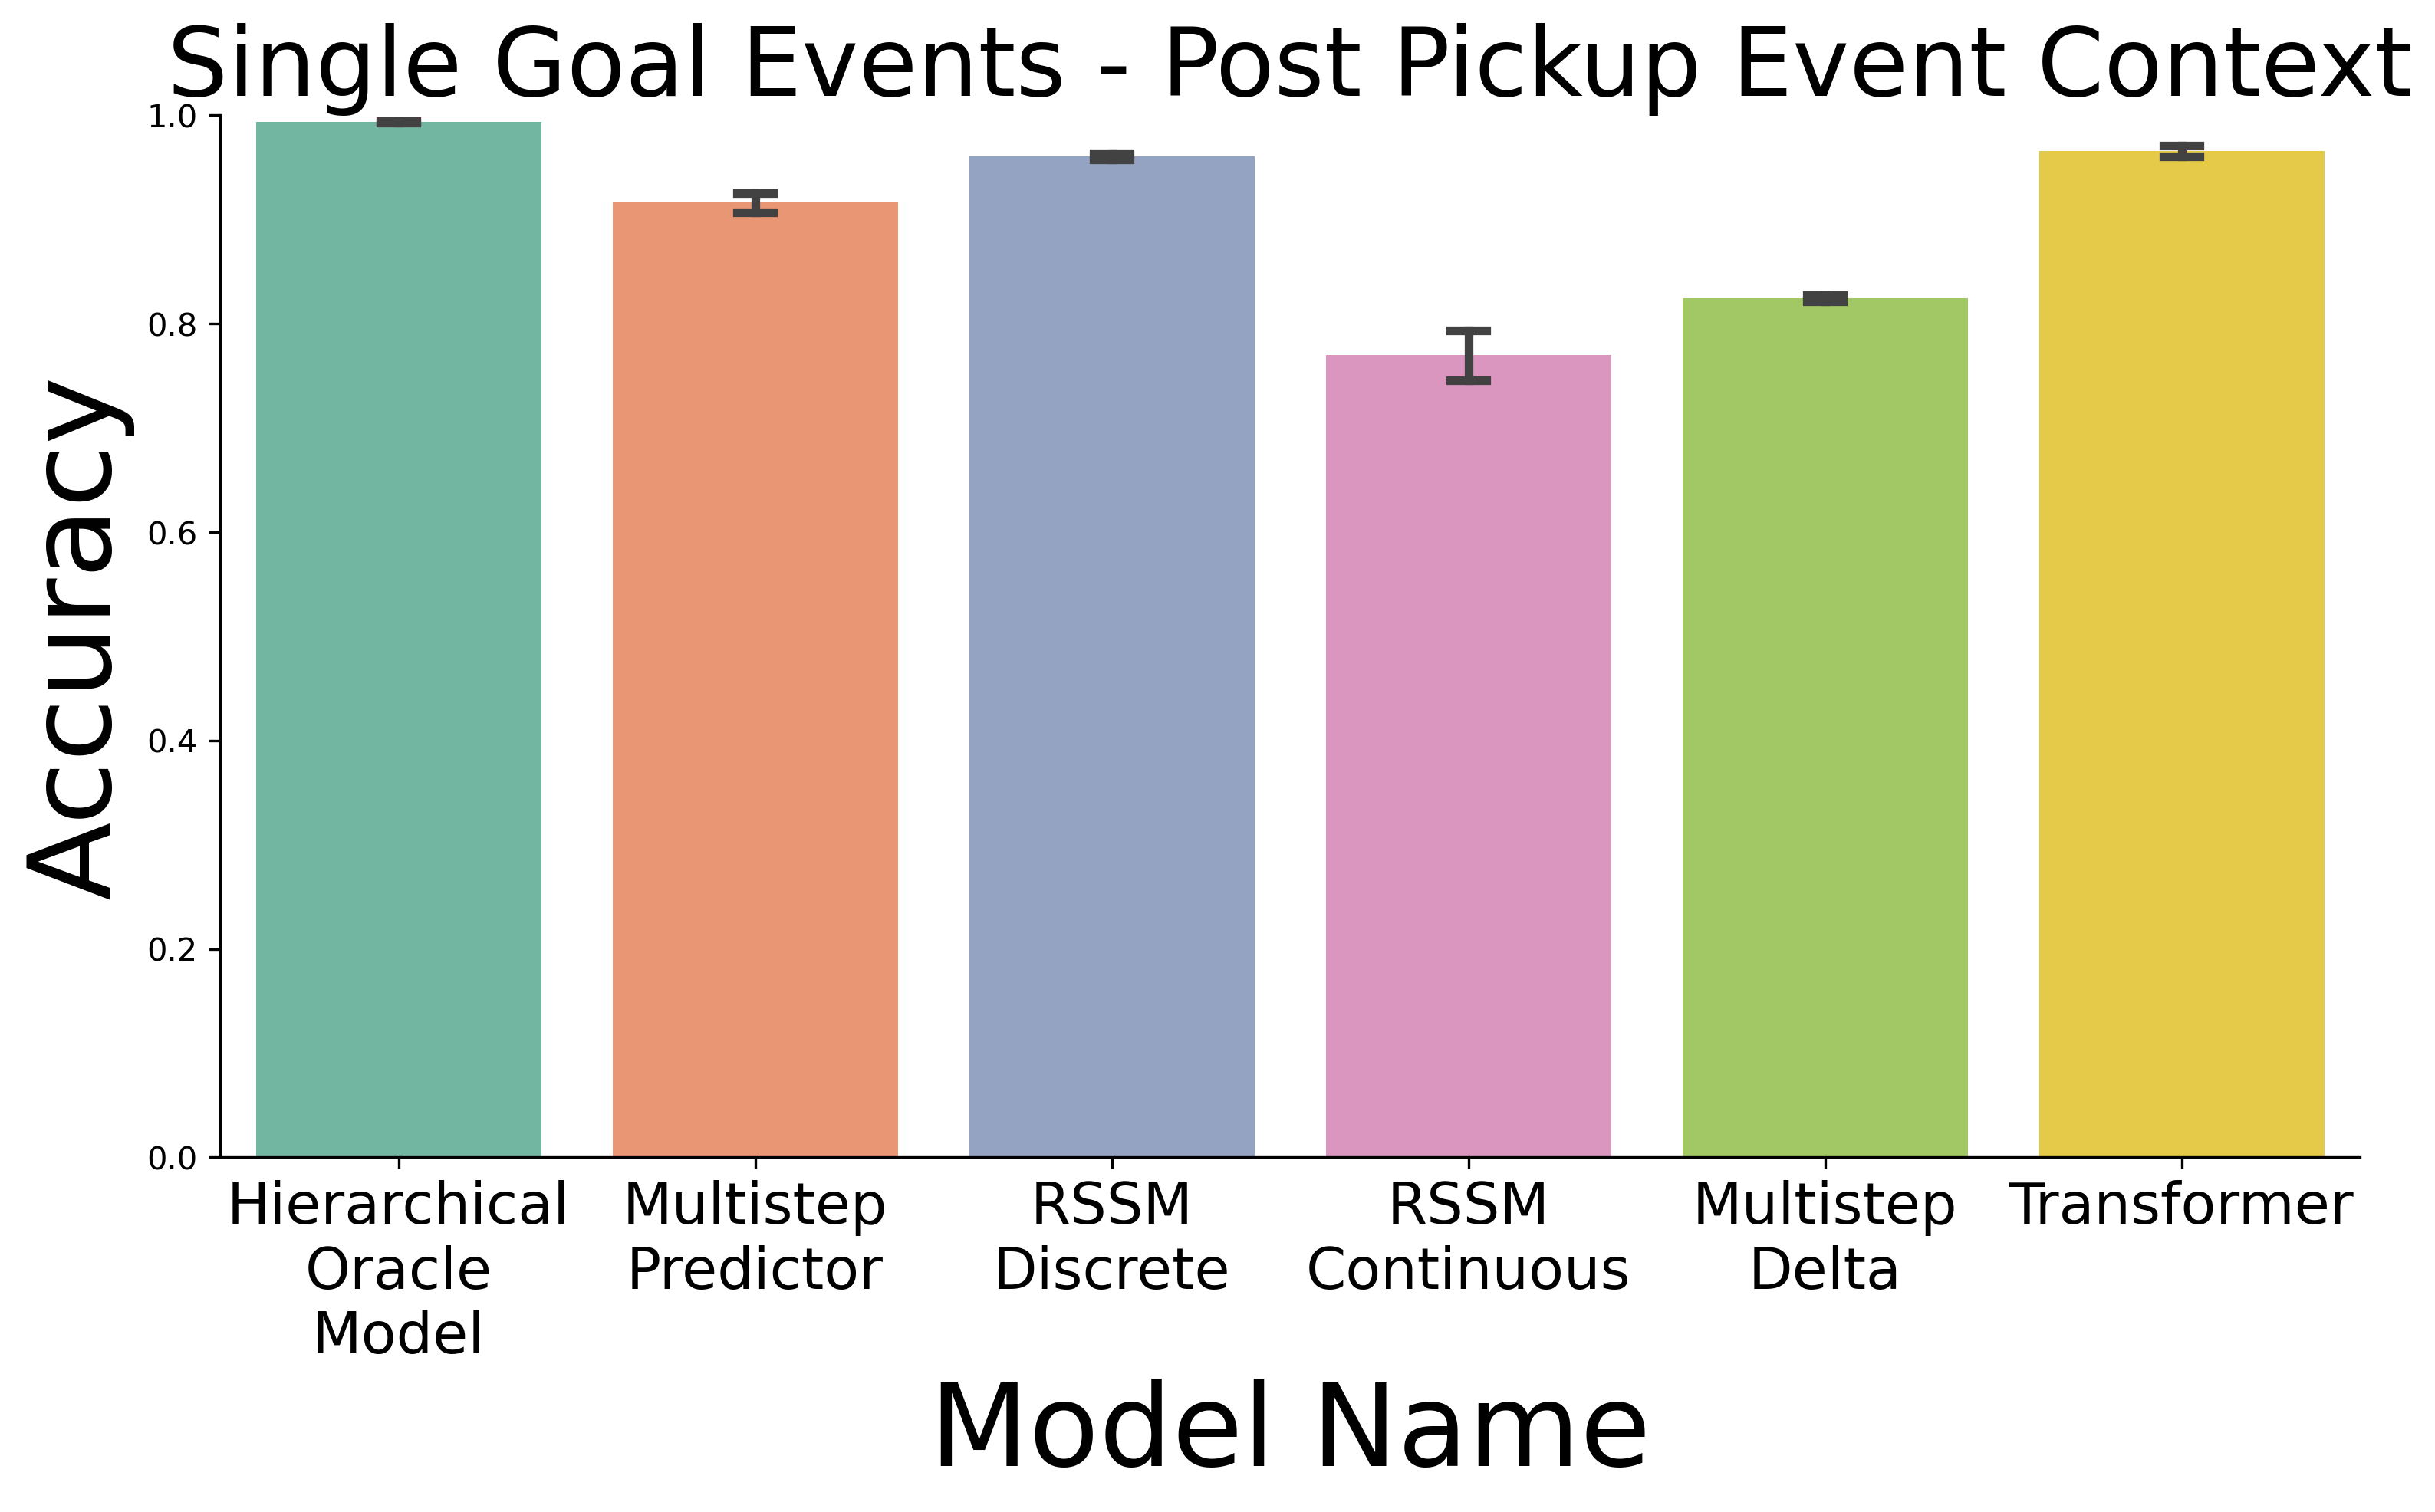 Single Goal Events - Post Pickup Event Context
Accuracy
1.0
0.8
0.6
0.4
0.2
0.0
Hierarchical
Oracle
Model
Multistep
Predictor
RSSM
Discrete
RSSM
Continuous
Multistep
Delta
Transformer
Model Name